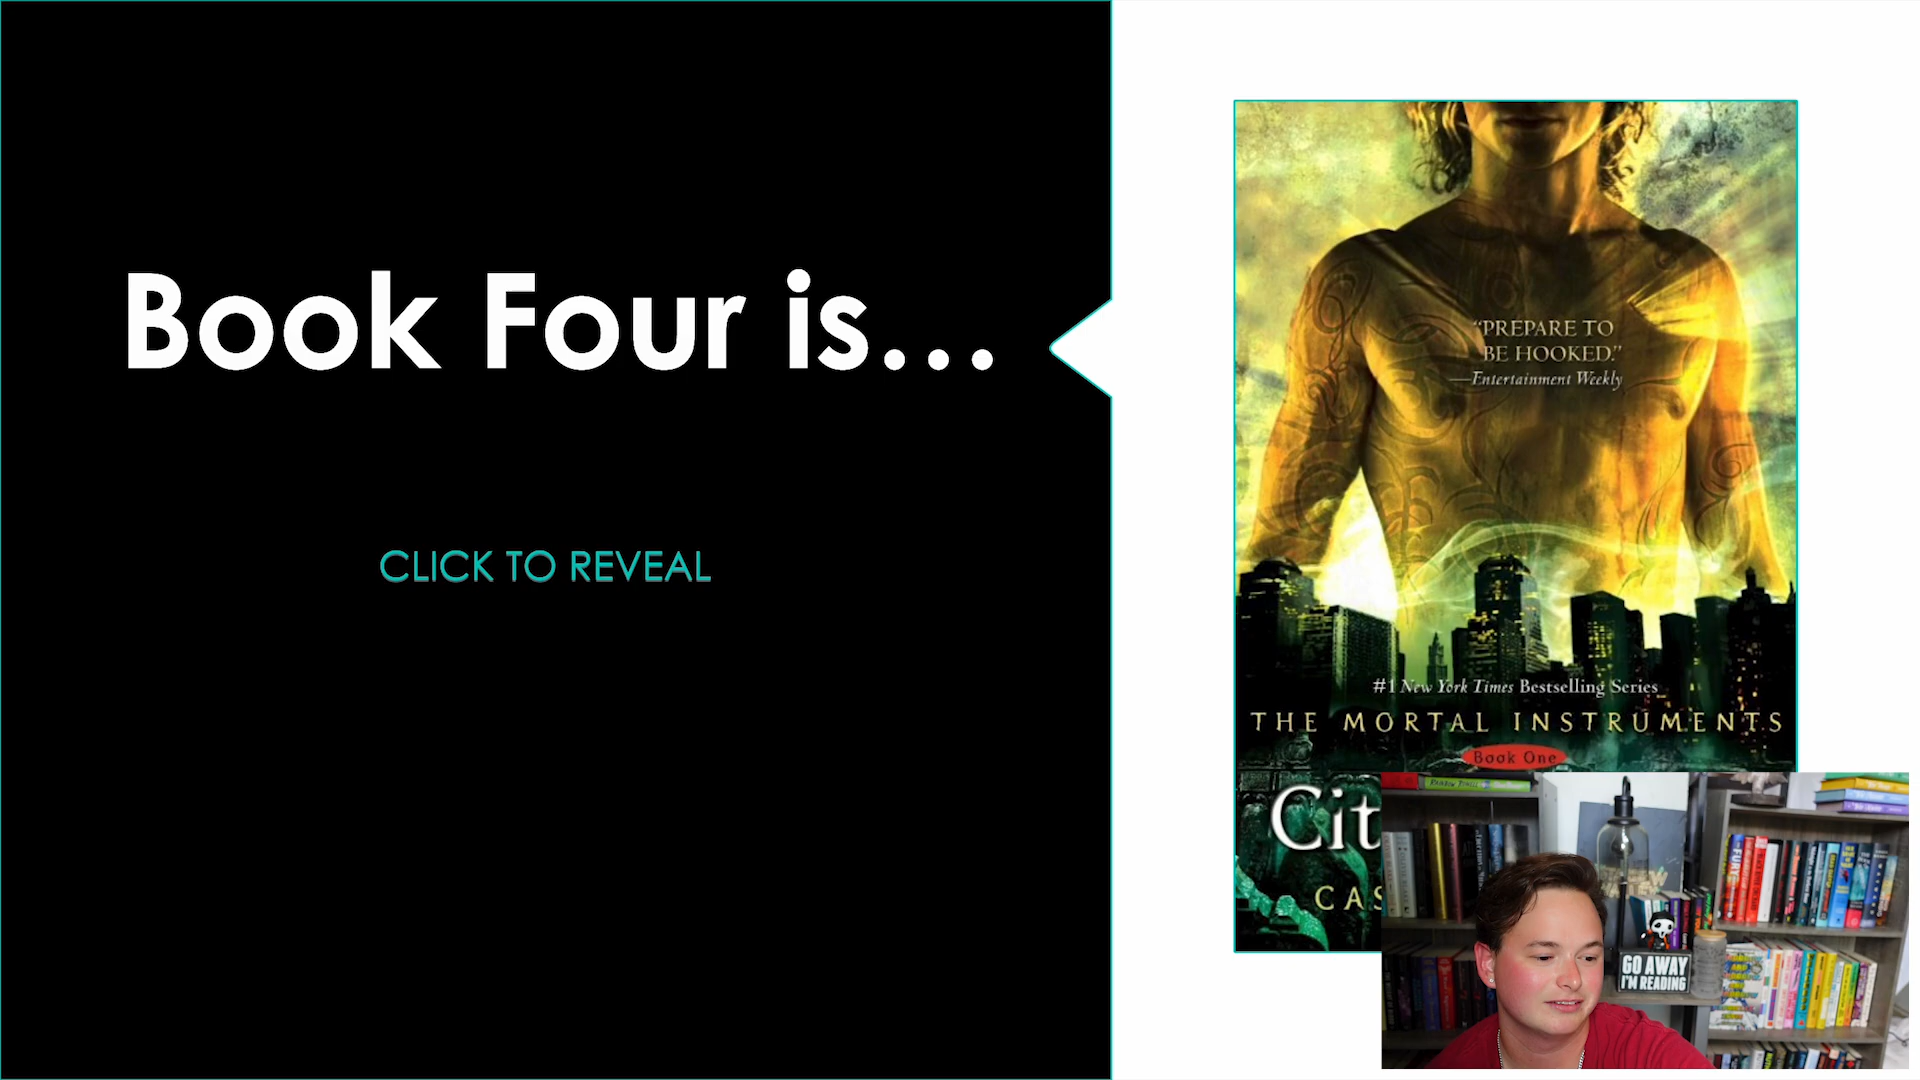 Book Four is...
CLICK TO REVEAL
“PREPARE TO
BE HOOKED.”
—Entertainment Weekly
#1 New York Times Bestselling Series
THE MORTAL INSTRUMENTS
Book One
Cit
CAS
GO AWAY
I'M READING